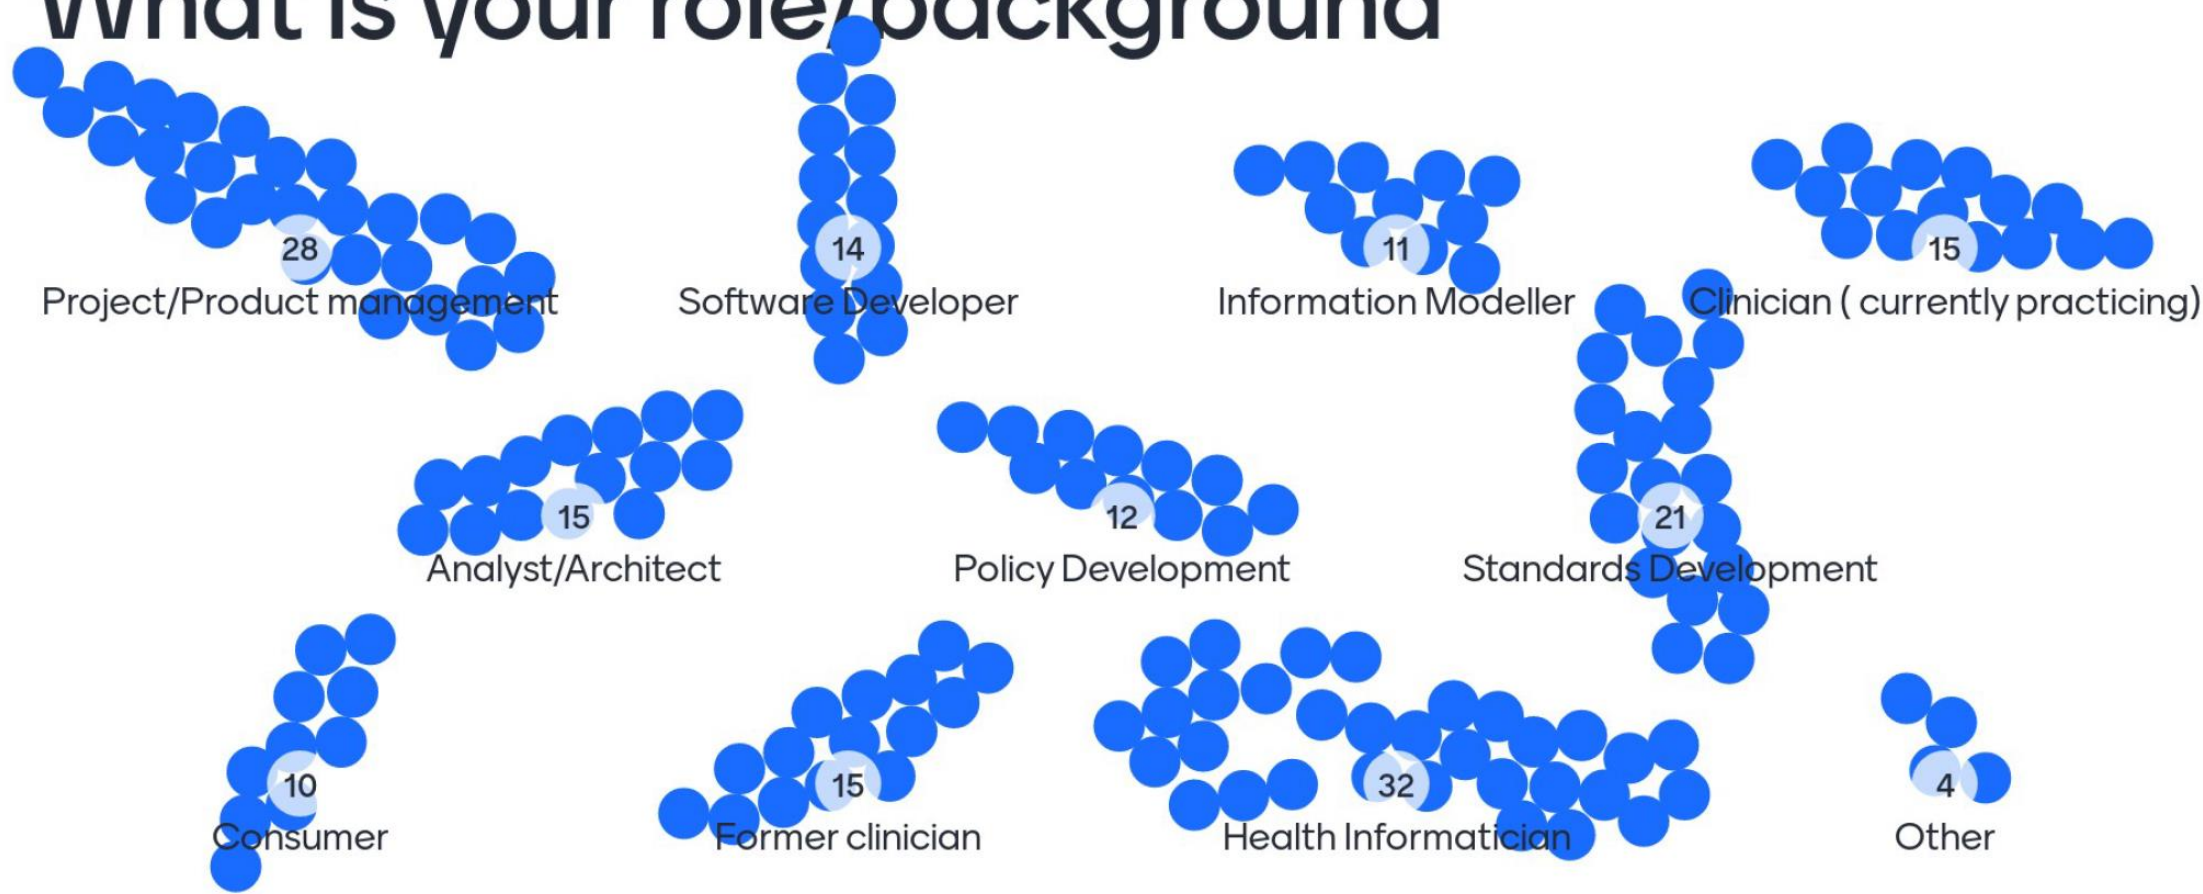 What is your role/background
28
14
11
15
Project/Product management
Software Developer
Information Modeller
Clinician ( currently practicing)
15
12
21
Analyst/Architect
Policy Development
Standards Development
10
15
32
4
Consumer
Former clinician
Health Informatician
Other